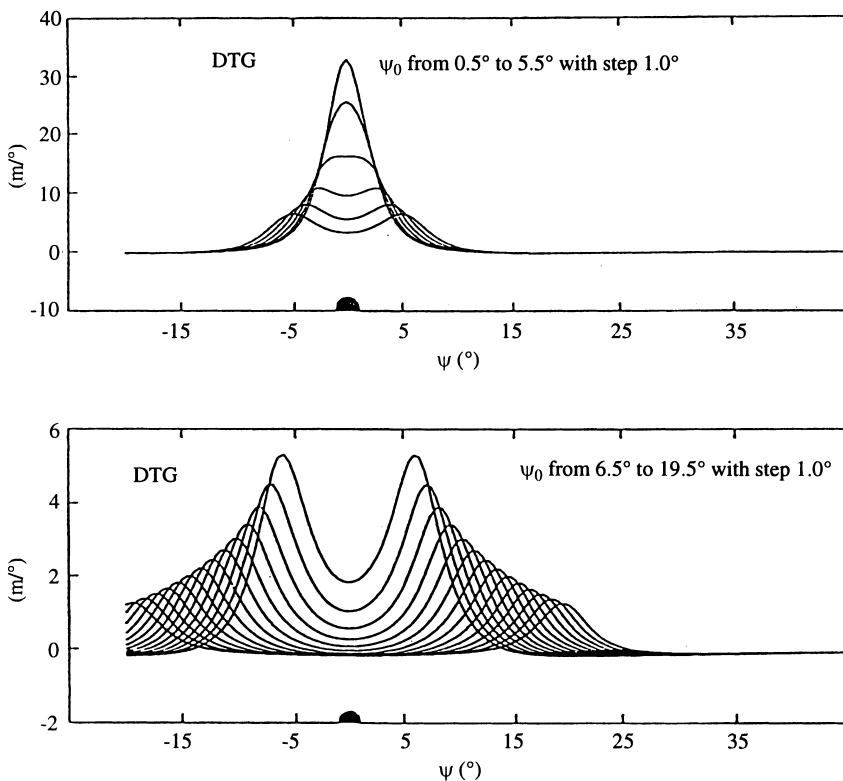 40
DTG
ψ₀ from 0.5° to 5.5° with step 1.0°
30
20
(m/°)
10
0
-10
-15 -5 5 15 25 35
ψ (°)
6
DTG
ψ₀ from 6.5° to 19.5° with step 1.0°
4
2
(m/°)
0
-2
-15 -5 5 15 25 35
ψ (°)